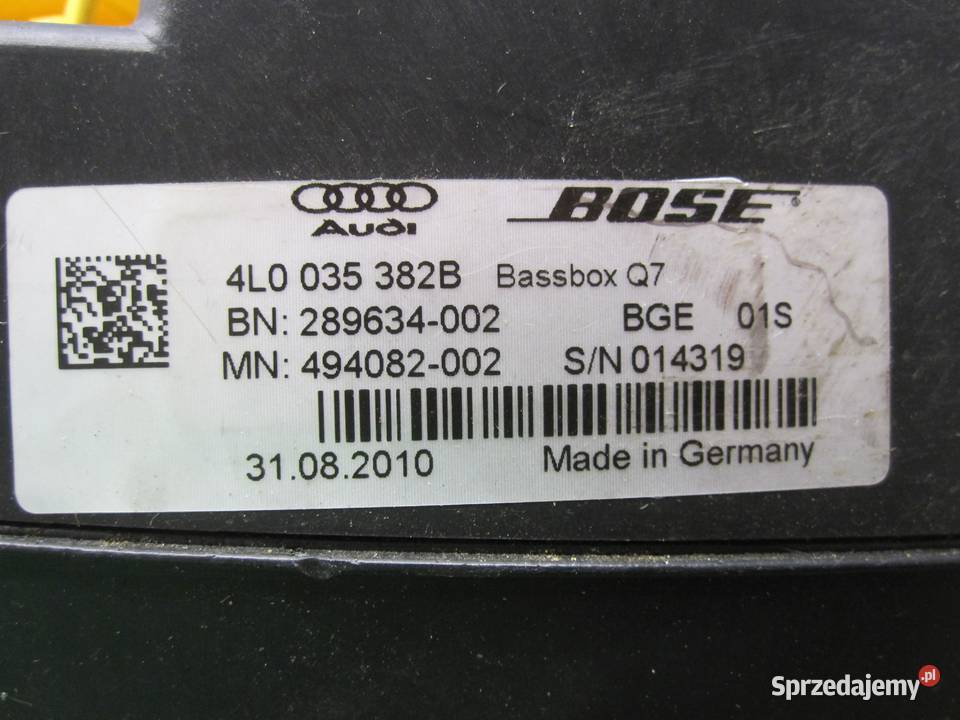 Audi BOSE
4L0 035 382B Bassbox Q7
BN: 289634-002 BGE 01S
MN: 494082-002 S/N 014319
31.08.2010 Made in Germany
Sprzedajemy.pl